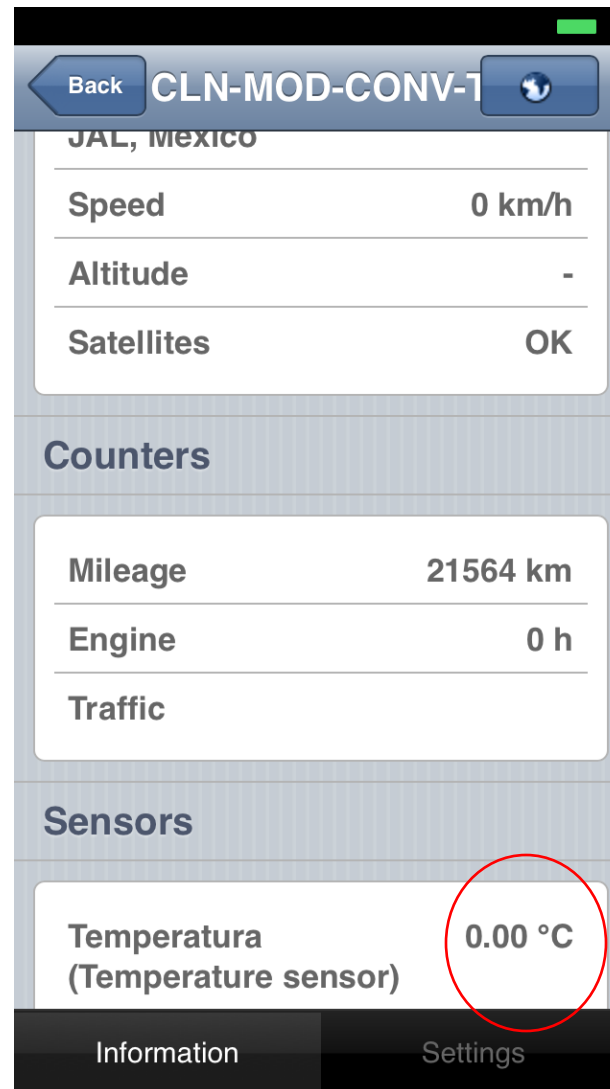 Back CLN-MOD-CONV-T
JAL, Mexico
Speed 0 km/h
Altitude -
Satellites OK
Counters
Mileage 21564 km
Engine 0 h
Traffic
Sensors
Temperatura 0.00 °C
(Temperature sensor)
Information Settings